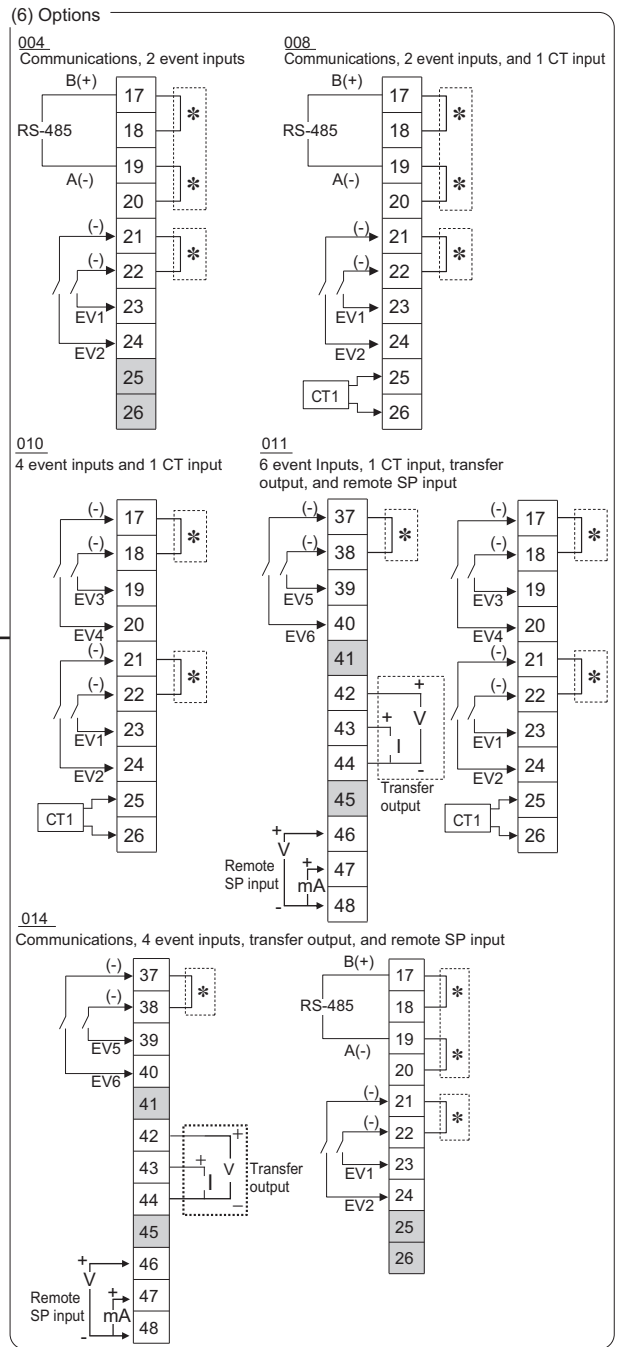 (6) Options
004
Communications, 2 event inputs
B(+)
RS-485
A(-)
17
18
19
20
21
22
23
24
25
26
*
*
*
(-)
(-)
EV1
EV2
008
Communications, 2 event inputs, and 1 CT input
B(+)
RS-485
A(-)
17
18
19
20
21
22
23
24
25
26
*
*
*
(-)
(-)
EV1
EV2
CT1
010
4 event inputs and 1 CT input
(-)
(-)
EV3
EV4
(-)
(-)
EV1
EV2
CT1
17
18
19
20
21
22
23
24
25
26
*
*
011
6 event Inputs, 1 CT input, transfer
output, and remote SP input
(-)
(-)
EV5
EV6
37
38
39
40
41
42
43
44
45
46
47
48
*
+
+
V
I
-
Transfer
output
+
V
Remote
SP input
+
mA
-
(-)
(-)
EV3
EV4
(-)
(-)
EV1
EV2
CT1
17
18
19
20
21
22
23
24
25
26
*
*
014
Communications, 4 event inputs, transfer output, and remote SP input
(-)
(-)
EV5
EV6
37
38
39
40
41
42
43
44
45
46
47
48
*
+
+
V
I
−
Transfer
output
+
V
Remote
SP input
+
mA
-
B(+)
RS-485
A(-)
17
18
19
20
21
22
23
24
25
26
*
*
*
(-)
(-)
EV1
EV2